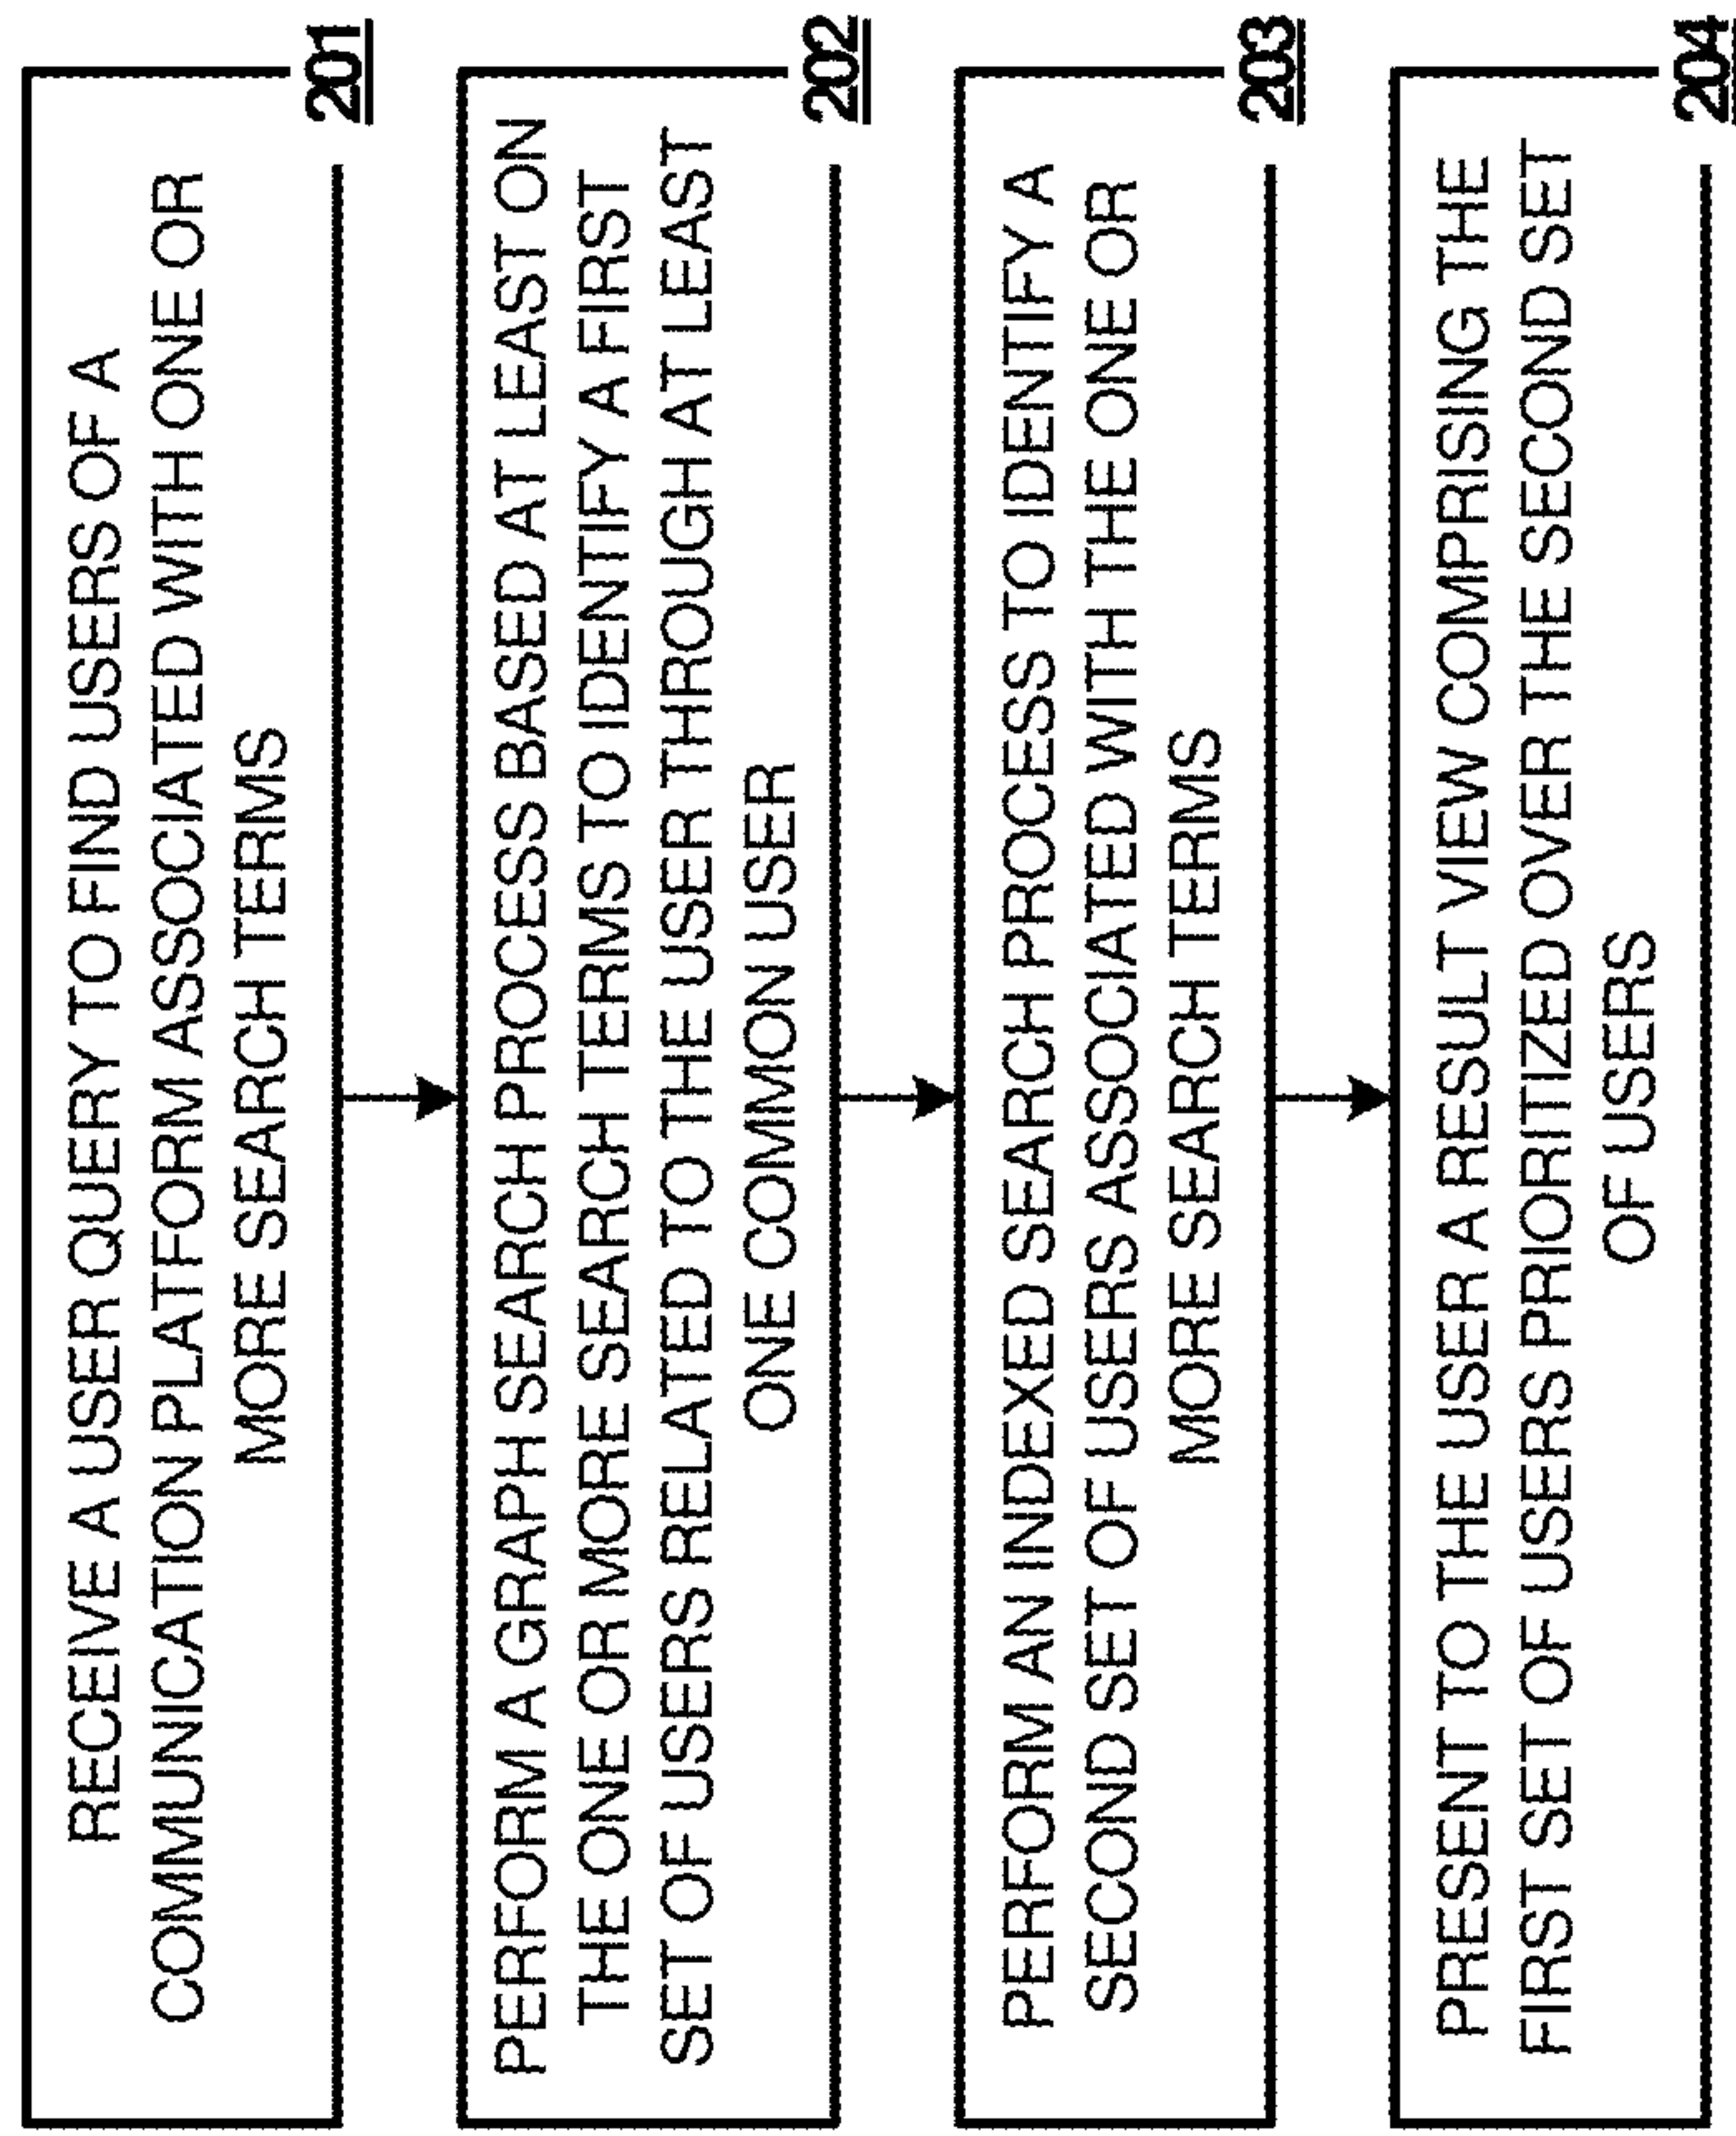 RECEIVE A USER QUERY TO FIND USERS OF A
COMMUNICATION PLATFORM ASSOCIATED WITH ONE OR
MORE SEARCH TERMS
201
PERFORM A GRAPH SEARCH PROCESS BASED AT LEAST ON
THE ONE OR MORE SEARCH TERMS TO IDENTIFY A FIRST
SET OF USERS RELATED TO THE USER THROUGH AT LEAST
ONE COMMON USER
202
PERFORM AN INDEXED SEARCH PROCESS TO IDENTIFY A
SECOND SET OF USERS ASSOCIATED WITH THE ONE OR
MORE SEARCH TERMS
203
PRESENT TO THE USER A RESULT VIEW COMPRISING THE
FIRST SET OF USERS PRIORITIZED OVER THE SECOND SET
OF USERS
204